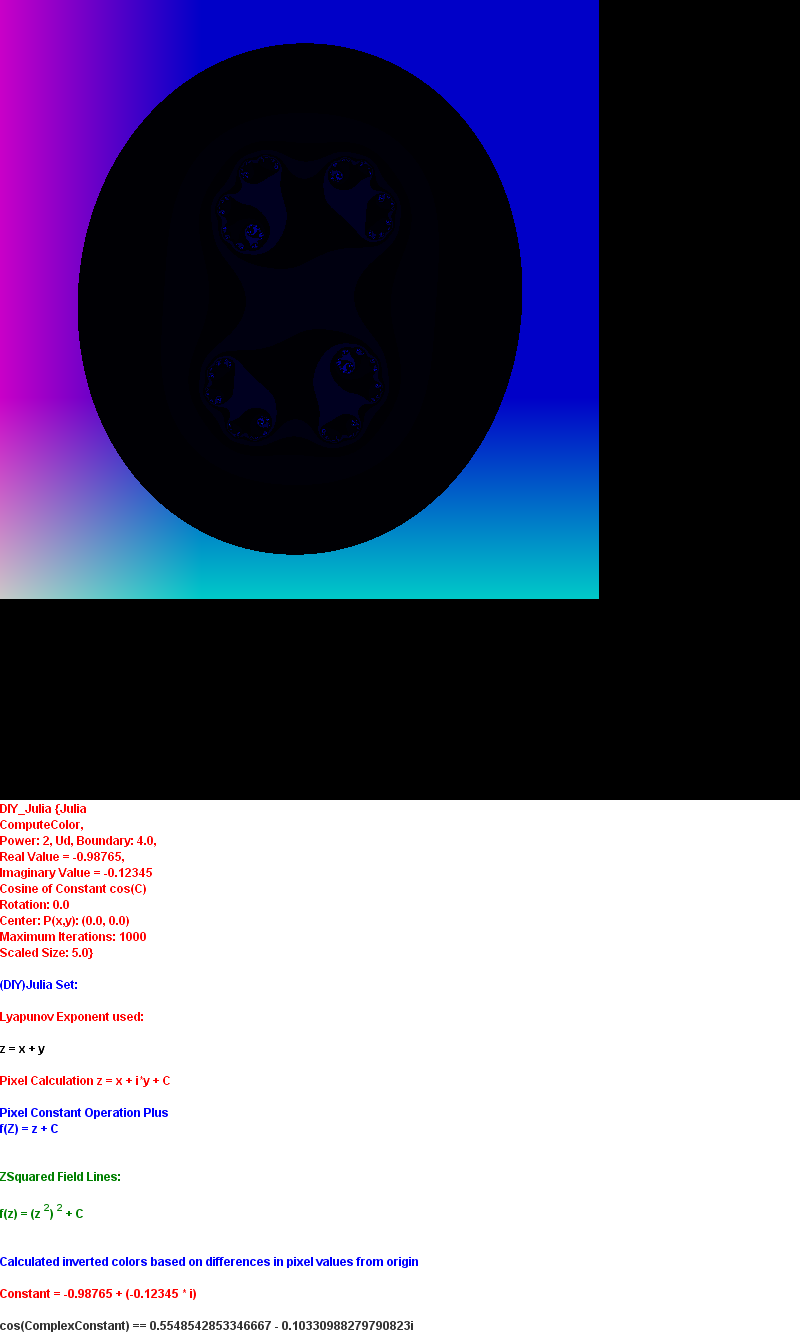 DIY_Julia {Julia
ComputeColor,
Power: 2, Ud, Boundary: 4.0,
Real Value = -0.98765,
Imaginary Value = -0.12345
Cosine of Constant cos(C)
Rotation: 0.0
Center: P(x,y): (0.0, 0.0)
Maximum Iterations: 1000
Scaled Size: 5.0}
(DIY)Julia Set:
Lyapunov Exponent used:
z = x + y
Pixel Calculation z = x + i*y + C
Pixel Constant Operation Plus
f(Z) = z + C
ZSquared Field Lines:
f(z) = (z ²) ² + C
Calculated inverted colors based on differences in pixel values from origin
Constant = -0.98765 + (-0.12345 * i)
cos(ComplexConstant) == 0.5548542853346667 - 0.10330988279790823i